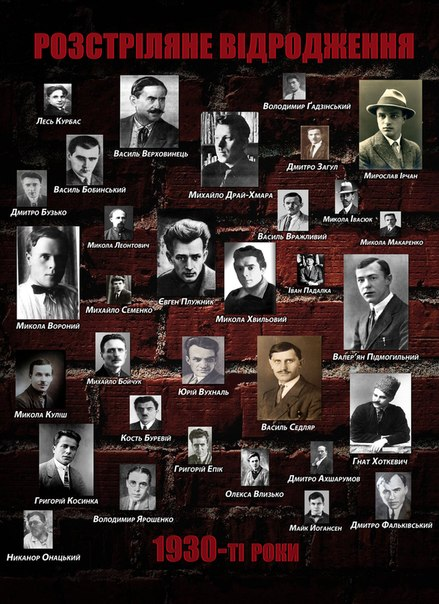 РОЗСТРІЛЯНЕ ВІДРОДЖЕННЯ
Лесь Курбас
Василь Верховинець
Володимир Ґадзінський
Василь Бобинський
Михайло Драй-Хмара
Дмитро Загул
Мирослав Ірчан
Дмитро Бузько
Микола Леонтович
Василь Вражливий
Микола Івасюк
Микола Макаренко
Микола Вороний
Михайло Семенко
Євген Плужник
Микола Хвильовий
Іван Падалка
Валер'ян Підмогильний
Микола Куліш
Михайло Бойчук
Юрій Вухналь
Василь Седляр
Гнат Хоткевич
Кость Буревій
Григорій Косинка
Григорій Епік
Олекса Влизько
Дмитро Ахшарумов
Володимир Ярошенко
Майк Йогансен
Дмитро Фальківський
Никанор Онацький
1930-ті роки